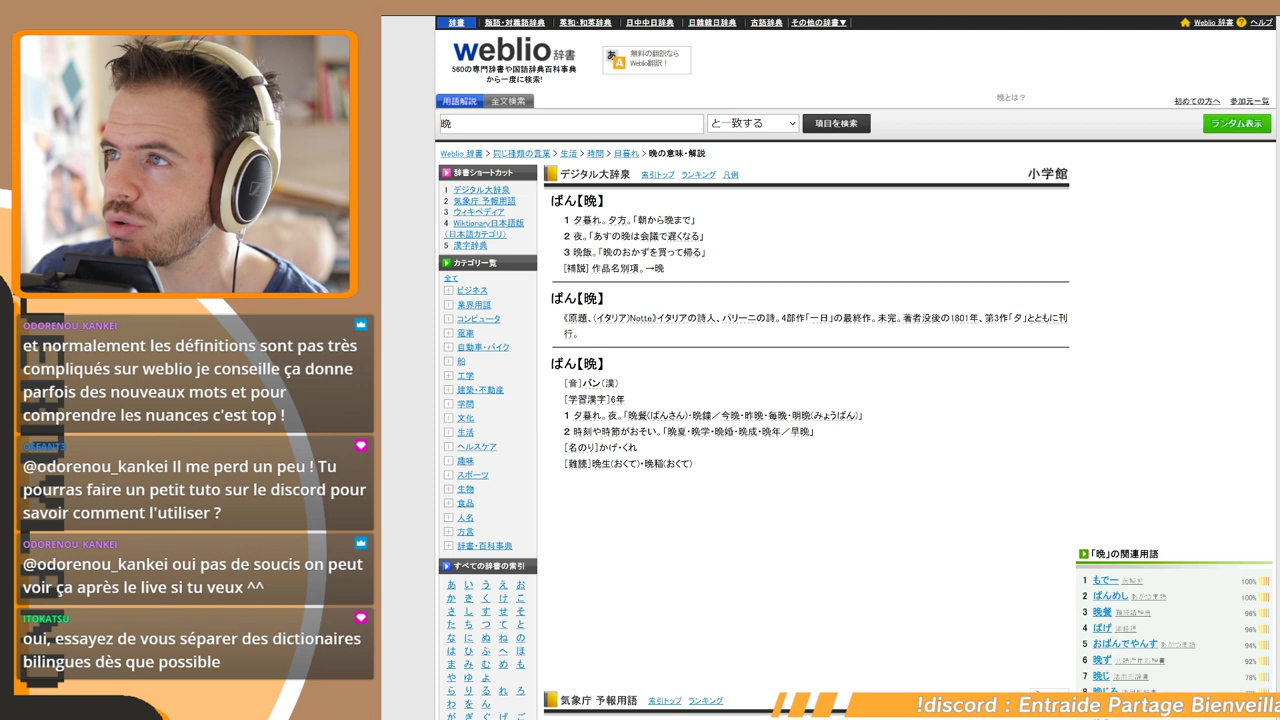 辞書
類語・対義語辞典
英和・和英辞典
日中中日辞典
日韓韓日辞典
古語辞典
その他の辞書▼
Weblio 辞書
ヘルプ
weblio 辞書
560の専門辞書や国語辞典百科事典
から一度に検索!
無料の翻訳なら
Weblio翻訳！
用語解説
全文検索
晩とは？
初めての方へ
参加元一覧
晩
と一致する
項目を検索
ランダム表示
Weblio 辞書 > 同じ種類の言葉 > 生活 > 時間 > 日暮れ > 晩の意味・解説
辞書ショートカット
1 デジタル大辞泉
2 気象庁 予報用語
3 ウィキペディア
4 Wiktionary日本語版
（日本語カテゴリ）
5 漢字辞典
カテゴリ一覧
全て
ビジネス
業界用語
コンピュータ
電車
自動車・バイク
船
工学
建築・不動産
学問
文化
生活
ヘルスケア
趣味
スポーツ
生物
食品
人名
方言
辞書・百科事典
すべての辞書の索引
あ い う え お
か き く け こ
さ し す せ そ
た ち つ て と
な に ぬ ね の
は ひ ふ へ ほ
ま み む め も
や ゆ よ
ら り る れ ろ
わ を ん
が ぎ ぐ げ ご
デジタル大辞泉
索引トップ ランキング 凡例
小学館
ばん【晩】
1 夕暮れ。夕方。「朝から晩まで」
2 夜。「あすの晩は会議で遅くなる」
3 晩飯。「晩のおかずを買って帰る」
［補説］作品名別項。→晩
ばん【晩】
《原題、（イタリア）Notte》イタリアの詩人、パリーニの詩。4部作「一日」の最終作。未完。著者没後の1801年、第3作「夕」とともに刊
行。
ばん【晩】
［音］バン（漢）
［学習漢字］6年
1 夕暮れ。夜。「晩餐（ばんさん）・晩鐘／今晩・昨晩・毎晩・明晩（みょうばん）」
2 時刻や時節がおそい。「晩夏・晩学・晩婚・晩成・晩年／早晩」
［名のり］かげ・くれ
［難読］晩生（おくて）・晩稲（おくて）
気象庁 予報用語
索引トップ ランキング
「晩」の関連用語
1 もでー 100%
2 ばんめし 100%
3 晩餐 96%
4 ばげ 96%
5 おばんでやんす 94%
6 晩ず 92%
7 晩じ 78%
ODORENOU_KANKEI
et normalement les définitions sont pas très
compliqués sur weblio je conseille ça donne
parfois des nouveaux mots et pour
comprendre les nuances c'est top !
@odorenou_kankei Il me perd un peu ! Tu
pourras faire un petit tuto sur le discord pour
savoir comment l'utiliser ?
ODORENOU_KANKEI
@odorenou_kankei oui pas de soucis on peut
voir ça après le live si tu veux ^^
ITOKATSU
oui, essayez de vous séparer des dictionaires
bilingues dès que possible
!discord : Entraide Partage Bienveilla